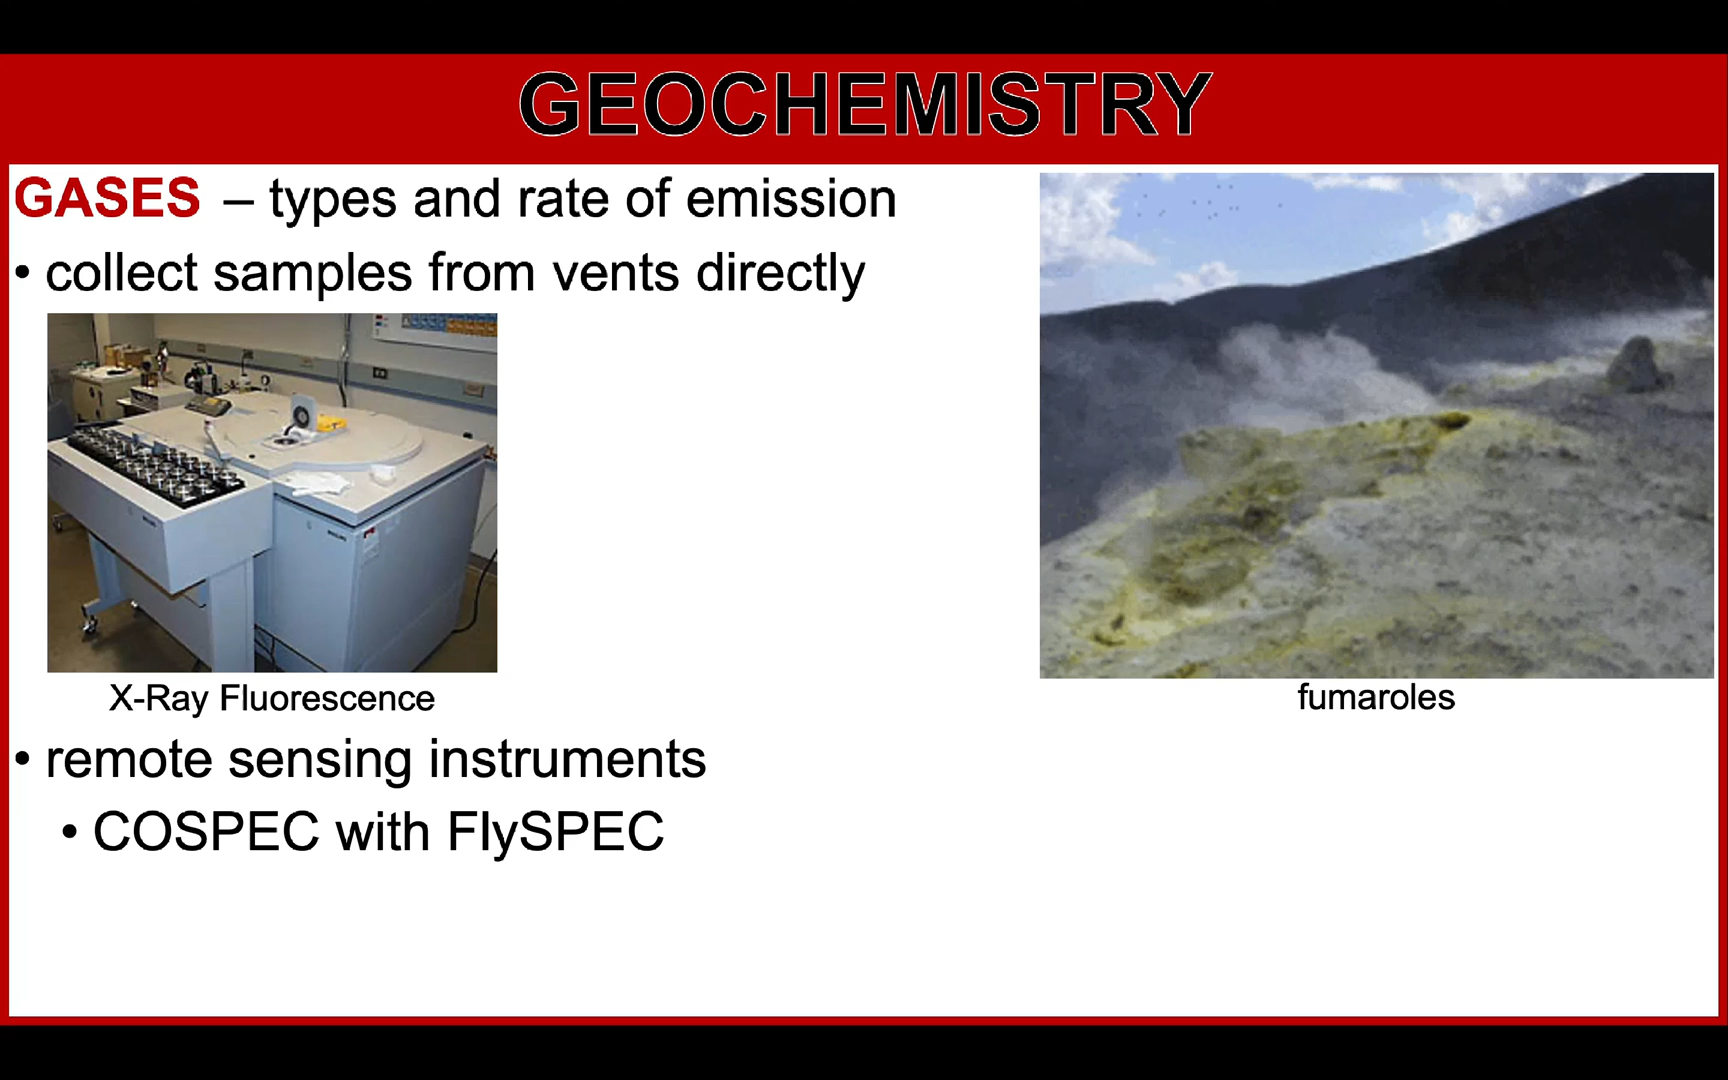 GEOCHEMISTRY
GASES – types and rate of emission
• collect samples from vents directly
X-Ray Fluorescence
fumaroles
• remote sensing instruments
• COSPEC with FlySPEC